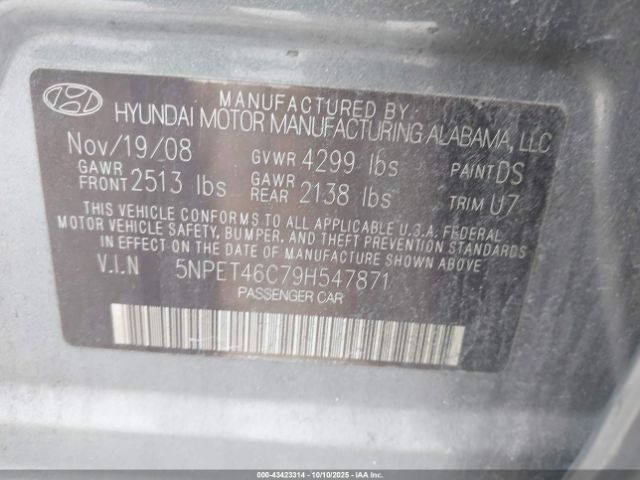 MANUFACTURED BY
HYUNDAI MOTOR MANUFACTURING ALABAMA, LLC
Nov/19/08 GVWR 4299 lbs PAINT DS
GAWR FRONT 2513 lbs GAWR REAR 2138 lbs TRIM U7
THIS VEHICLE CONFORMS TO ALL APPLICABLE U.S.A. FEDERAL
MOTOR VEHICLE SAFETY, BUMPER, AND THEFT PREVENTION STANDARDS
IN EFFECT ON THE DATE OF MANUFACTURE SHOWN ABOVE.
V.I.N 5NPET46C79H547871
PASSENGER CAR
000-43423314 - 10/10/2025 - IAAI.COM